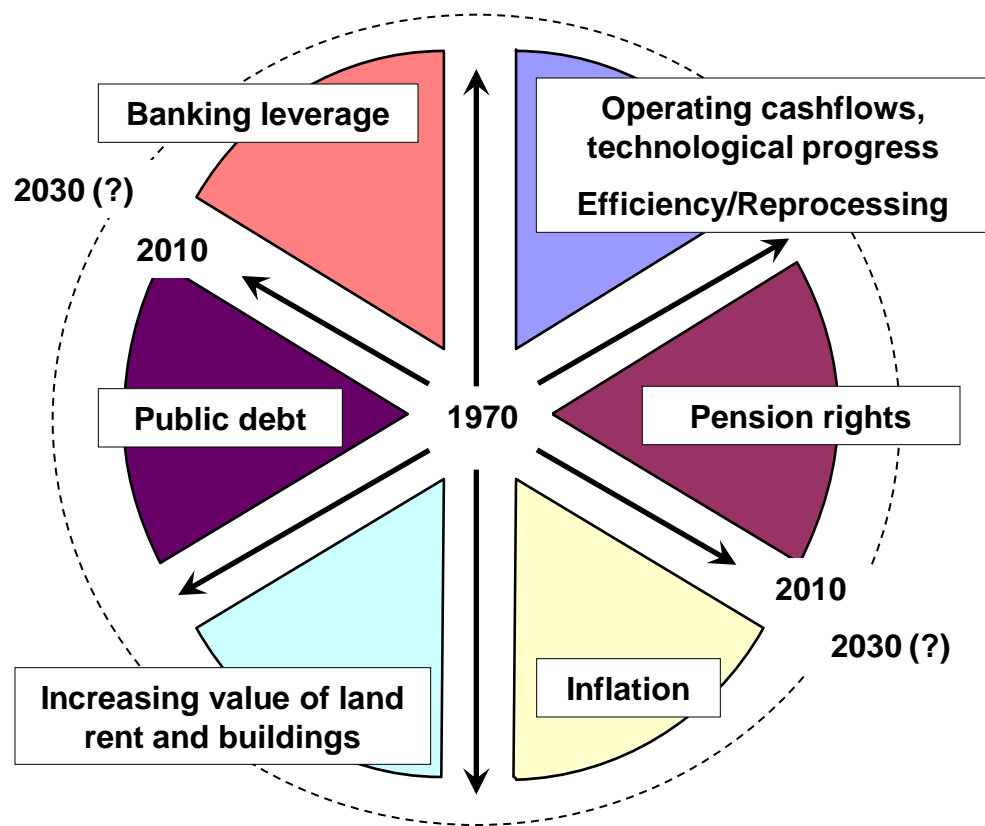 Banking leverage
Operating cashflows,
technological progress
Efficiency/Reprocessing
2030 (?)
2010
Public debt
1970
Pension rights
2010
2030 (?)
Increasing value of land
rent and buildings
Inflation